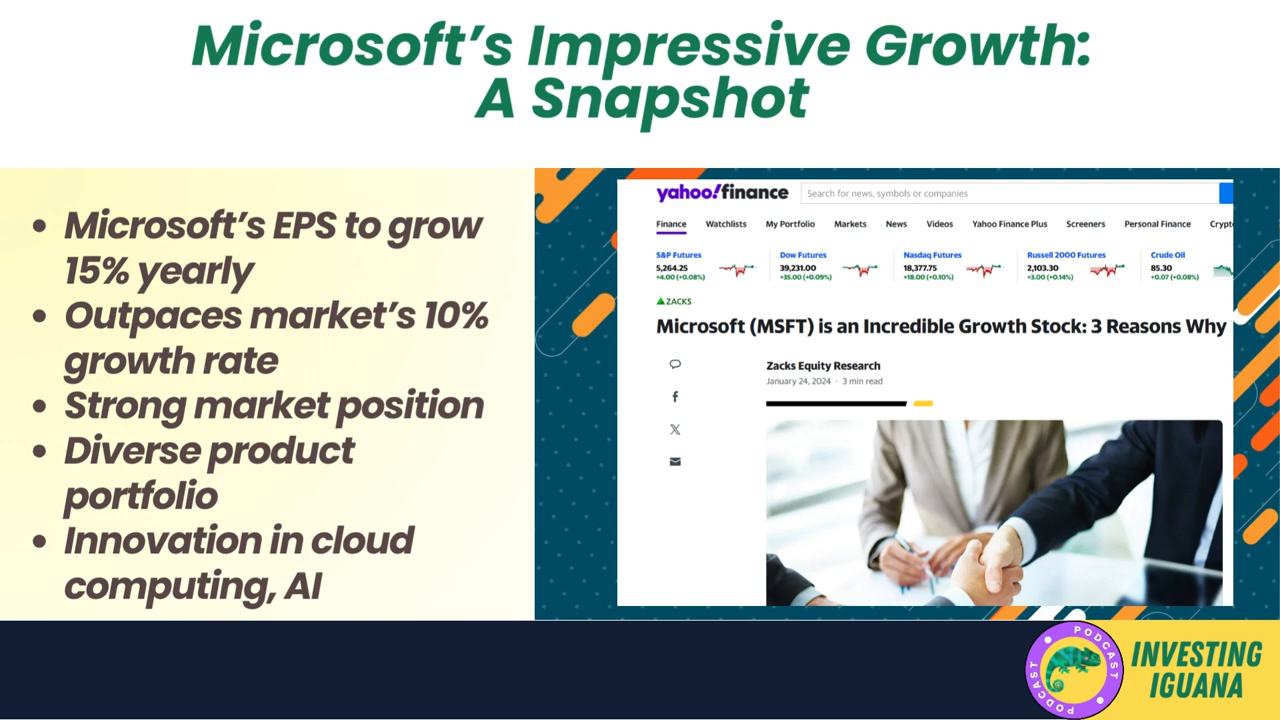 Microsoft's Impressive Growth:
A Snapshot
• Microsoft's EPS to grow
15% yearly
• Outpaces market's 10%
growth rate
• Strong market position
• Diverse product
portfolio
• Innovation in cloud
computing, AI
yahoo!finance
Search for news, symbols or companies
Finance Watchlists My Portfolio Markets News Videos Yahoo Finance Plus Screeners Personal Finance Crypto
S&P Futures Dow Futures Nasdaq Futures Russell 2000 Futures Crude Oil
5,264.25 39,231.00 18,377.75 2,103.30 85.30
+4.00 (+0.08%) +35.00 (+0.09%) +18.00 (+0.10%) +3.00 (+0.14%) +0.07 (+0.08%)
ZACKS
Microsoft (MSFT) is an Incredible Growth Stock: 3 Reasons Why
Zacks Equity Research
January 24, 2024 · 3 min read
PODCAST
PODCAST
INVESTING
IGUANA